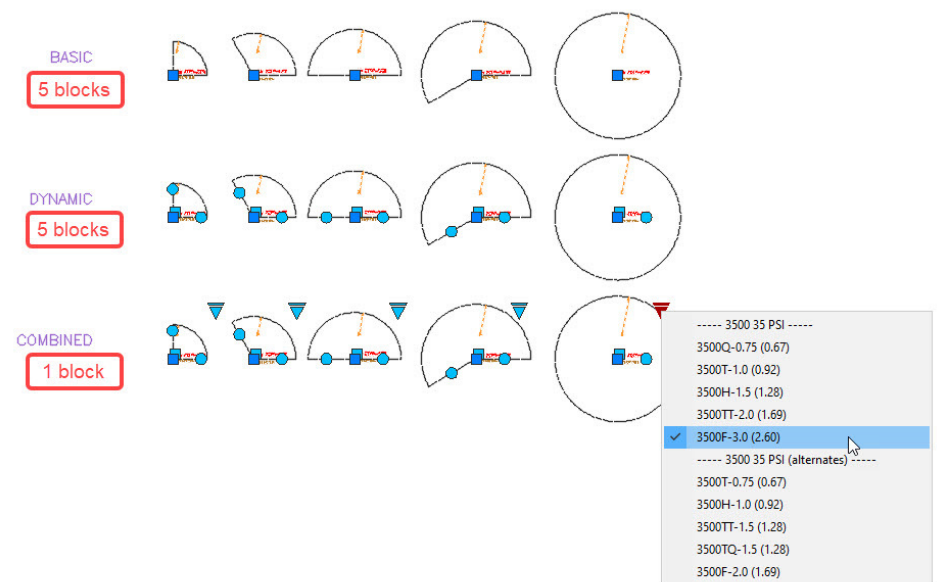 BASIC
5 blocks
DYNAMIC
5 blocks
COMBINED
1 block
----- 3500 35 PSI -----
3500Q-0.75 (0.67)
3500T-1.0 (0.92)
3500H-1.5 (1.28)
3500TT-2.0 (1.69)
3500F-3.0 (2.60)
----- 3500 35 PSI (alternates) -----
3500T-0.75 (0.67)
3500H-1.0 (0.92)
3500TT-1.5 (1.28)
3500TQ-1.5 (1.28)
3500F-2.0 (1.69)